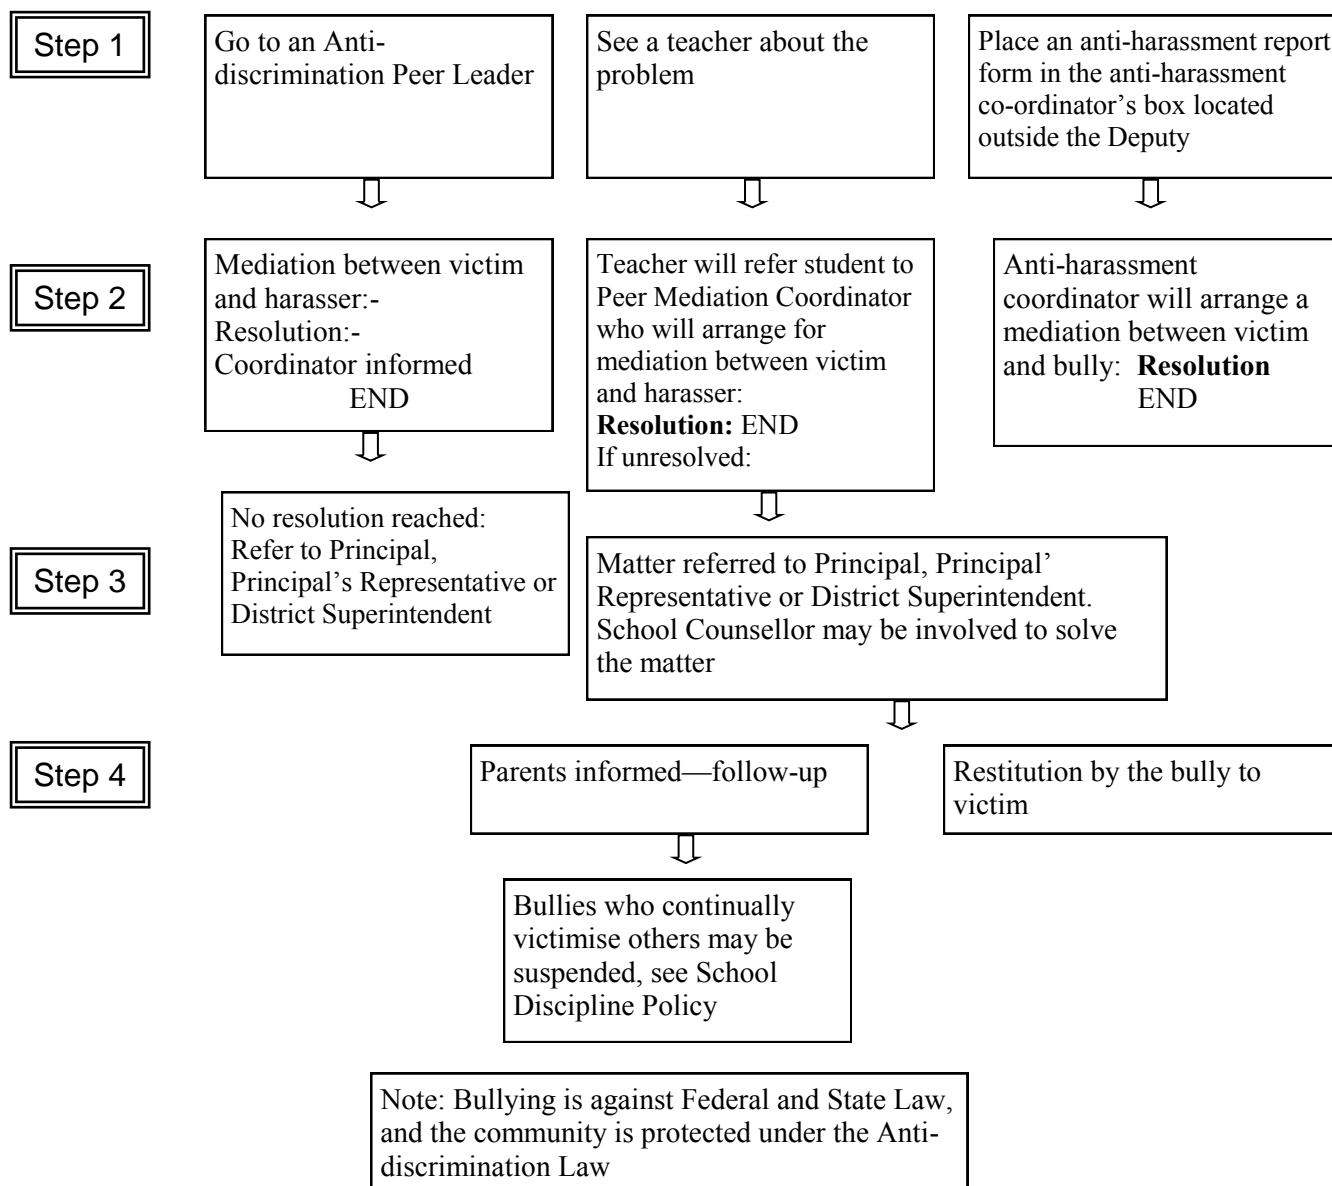 Step 1
Go to an Anti-
discrimination Peer Leader
See a teacher about the
problem
Place an anti-harassment report
form in the anti-harassment
co-ordinator’s box located
outside the Deputy
Step 2
Mediation between victim
and harasser:-
Resolution:-
Coordinator informed
END
Teacher will refer student to
Peer Mediation Coordinator
who will arrange for
mediation between victim
and harasser:
Resolution: END
If unresolved:
Anti-harassment
coordinator will arrange a
mediation between victim
and bully: Resolution
END
Step 3
No resolution reached:
Refer to Principal,
Principal’s Representative or
District Superintendent
Matter referred to Principal, Principal’
Representative or District Superintendent.
School Counsellor may be involved to solve
the matter
Step 4
Parents informed—follow-up
Restitution by the bully to
victim
Bullies who continually
victimise others may be
suspended, see School
Discipline Policy
Note: Bullying is against Federal and State Law,
and the community is protected under the Anti-
discrimination Law